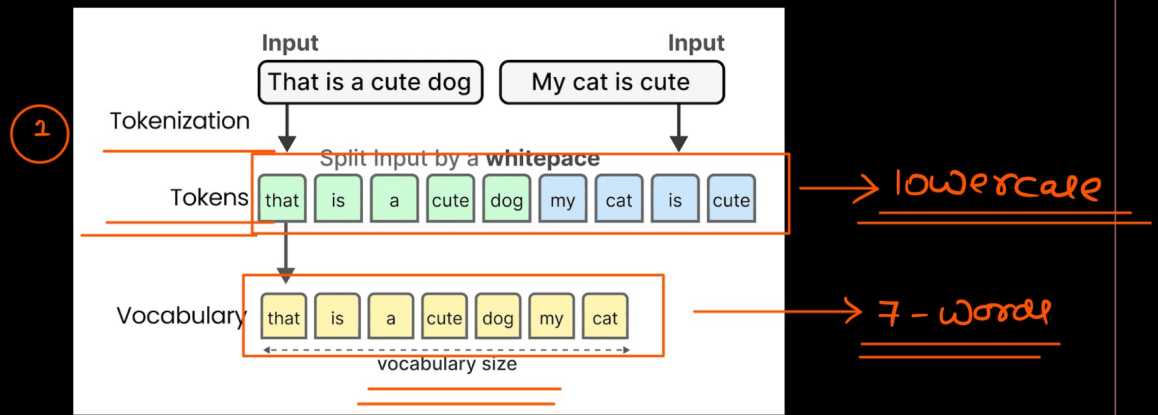 Input Input
That is a cute dog My cat is cute
1 Tokenization
Split Input by a whitepace
Tokens that is a cute dog my cat is cute → lowercase
Vocabulary that is a cute dog my cat → 7 - words
vocabulary size